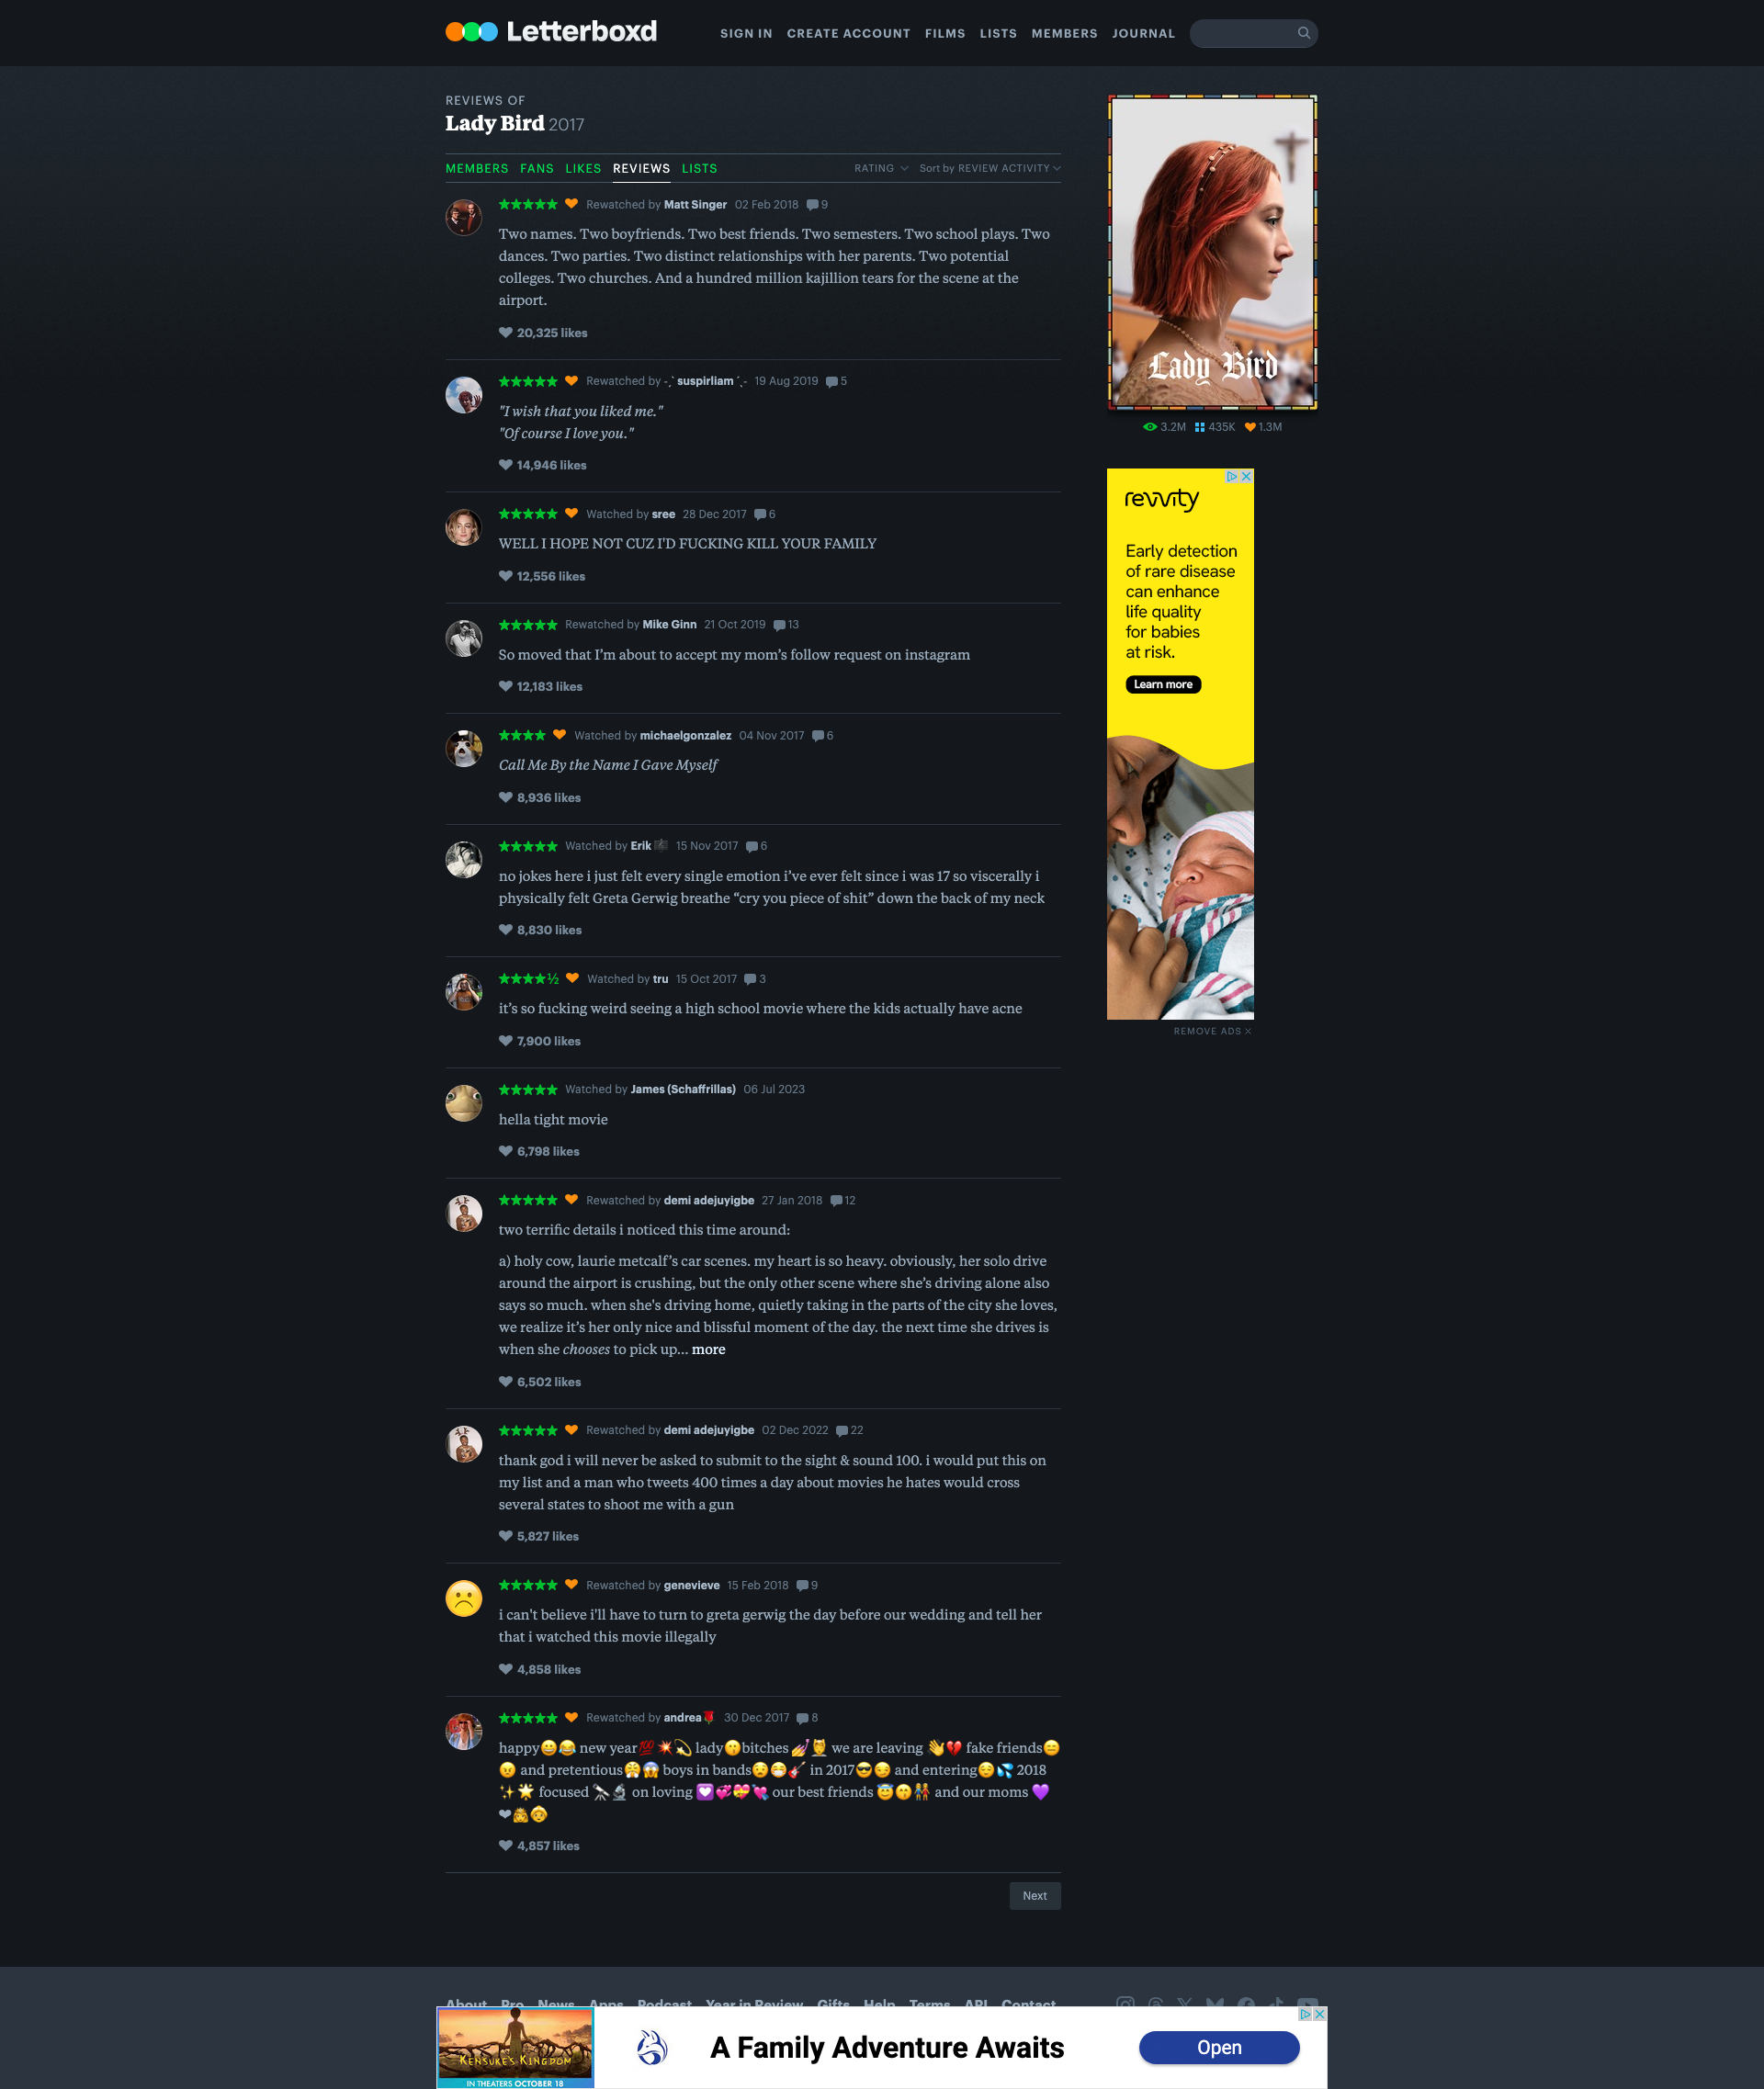 Letterboxd
SIGN IN CREATE ACCOUNT FILMS LISTS MEMBERS JOURNAL
REVIEWS OF
Lady Bird 2017
MEMBERS FANS LIKES REVIEWS LISTS
RATING Sort by REVIEW ACTIVITY
★★★★★ Rewatched by Matt Singer 02 Feb 2018 9
Two names. Two boyfriends. Two best friends. Two semesters. Two school plays. Two
dances. Two parties. Two distinct relationships with her parents. Two potential
colleges. Two churches. And a hundred million kajillion tears for the scene at the
airport.
20,325 likes
★★★★★ Rewatched by -ˏˋ suspirliam ˊˎ- 19 Aug 2019 5
"I wish that you liked me."
"Of course I love you."
14,946 likes
★★★★★ Watched by sree 28 Dec 2017 6
WELL I HOPE NOT CUZ I'D FUCKING KILL YOUR FAMILY
12,556 likes
★★★★★ Rewatched by Mike Ginn 21 Oct 2019 13
So moved that I’m about to accept my mom’s follow request on instagram
12,183 likes
★★★★ Watched by michaelgonzalez 04 Nov 2017 6
Call Me By the Name I Gave Myself
8,936 likes
★★★★★ Watched by Erik 15 Nov 2017 6
no jokes here i just felt every single emotion i’ve ever felt since i was 17 so viscerally i
physically felt Greta Gerwig breathe “cry you piece of shit” down the back of my neck
8,830 likes
★★★★½ Watched by tru 15 Oct 2017 3
it’s so fucking weird seeing a high school movie where the kids actually have acne
7,900 likes
★★★★★ Watched by James (Schaffrillas) 06 Jul 2023
hella tight movie
6,798 likes
★★★★★ Rewatched by demi adejuyigbe 27 Jan 2018 12
two terrific details i noticed this time around:
a) holy cow, laurie metcalf’s car scenes. my heart is so heavy. obviously, her solo drive
around the airport is crushing, but the only other scene where she’s driving alone also
says so much. when she's driving home, quietly taking in the parts of the city she loves,
we realize it’s her only nice and blissful moment of the day. the next time she drives is
when she chooses to pick up... more
6,502 likes
★★★★★ Rewatched by demi adejuyigbe 02 Dec 2022 22
thank god i will never be asked to submit to the sight & sound 100. i would put this on
my list and a man who tweets 400 times a day about movies he hates would cross
several states to shoot me with a gun
5,827 likes
★★★★★ Rewatched by genevieve 15 Feb 2018 9
i can't believe i'll have to turn to greta gerwig the day before our wedding and tell her
that i watched this movie illegally
4,858 likes
★★★★★ Rewatched by andrea🌹 30 Dec 2017 8
happy😀😂 new year💯💥💫 lady😗bitches💅💆 we are leaving 👋💔 fake friends😑
😠 and pretentious😤😱 boys in bands😧😷🎸 in 2017😎😏 and entering😌💦 2018
✨🌟 focused 🔭🔬 on loving 💟💞💝💘 our best friends 😇😙👭 and our moms 💜
❤👸👵
4,857 likes
Next
Lady Bird
3.2M 435K 1.3M
revvity
Early detection
of rare disease
can enhance
life quality
for babies
at risk.
Learn more
REMOVE ADS
About Pro News Apps Podcast Year in Review Gifts Help Terms API Contact
KENSUKE'S KINGDOM
IN THEATERS OCTOBER 18
A Family Adventure Awaits
Open